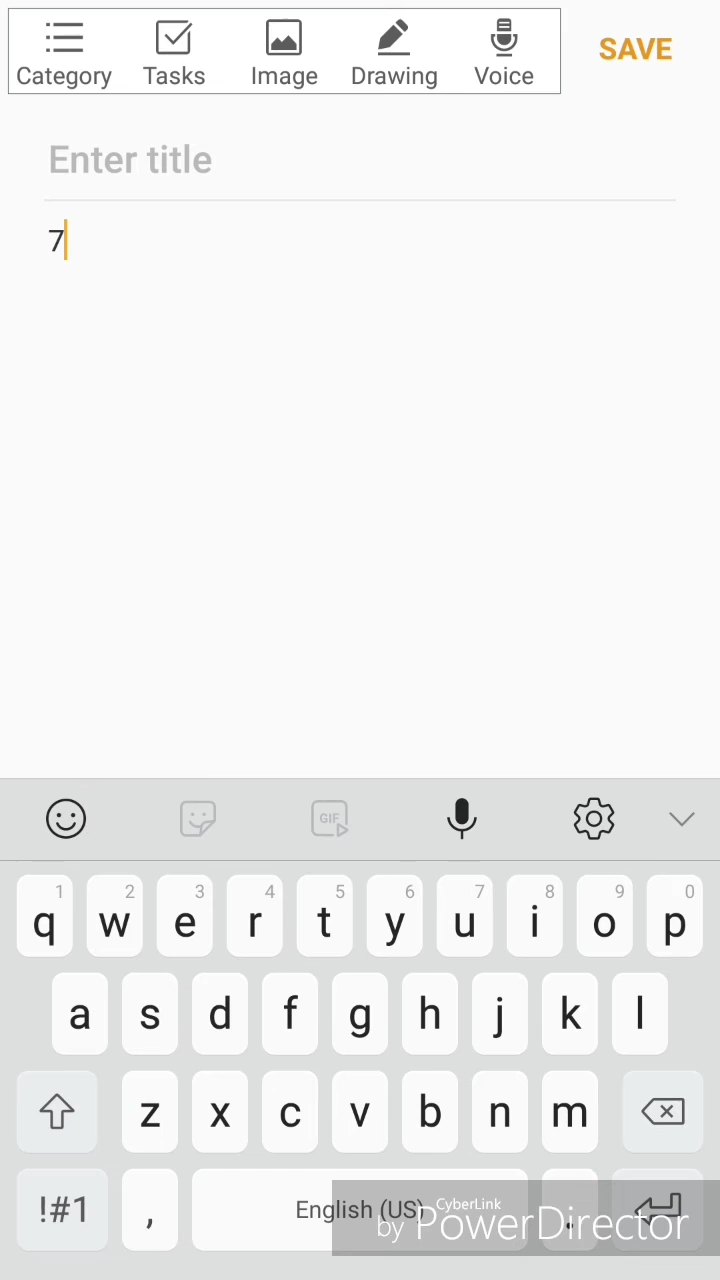 Category Tasks Image Drawing Voice SAVE
Enter title
7
GIF
1 2 3 4 5 6 7 8 9 0
q w e r t y u i o p
a s d f g h j k l
z x c v b n m
!#1 , English (US) .
CyberLink
by PowerDirector